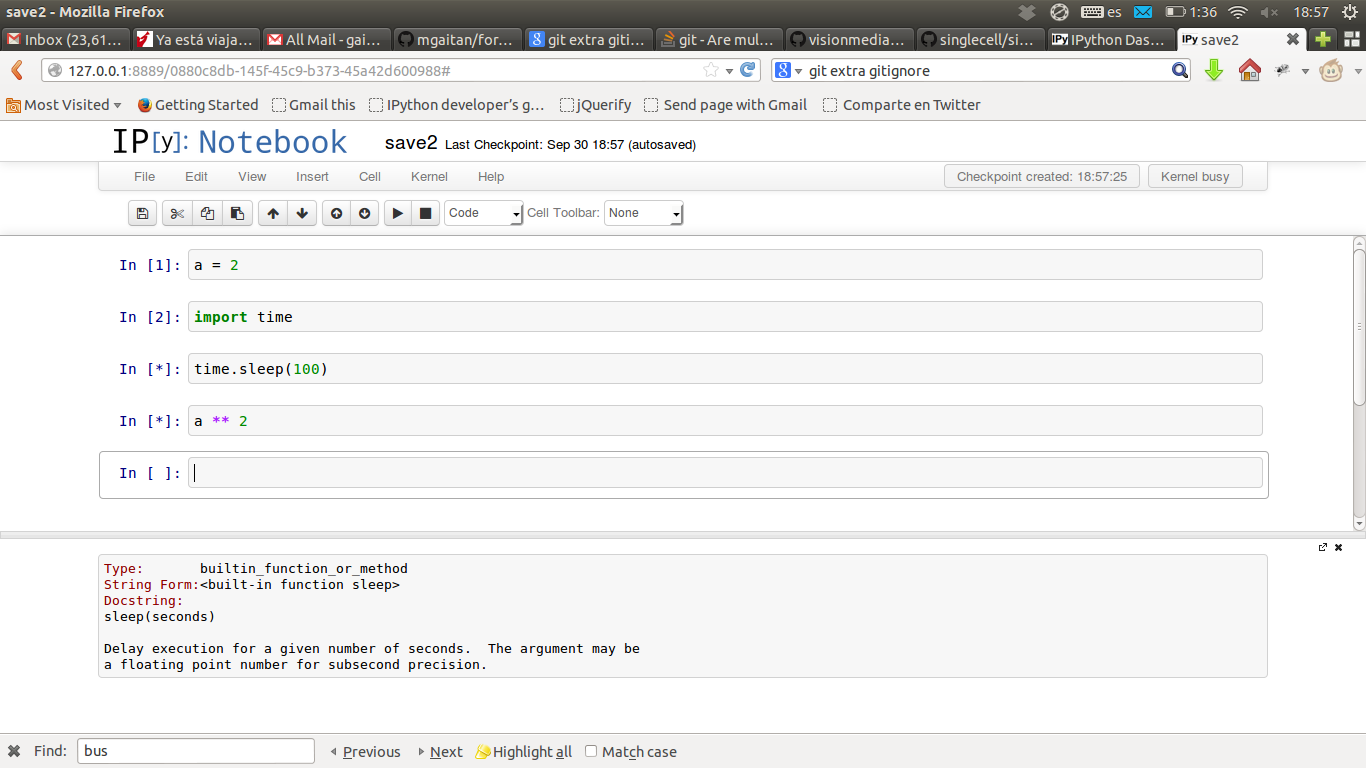 save2 - Mozilla Firefox
es
1:36
18:57
Inbox (23,61...
Ya está viaja...
All Mail - gai...
mgaitan/for...
git extra giti...
git - Are mul...
visionmedia...
singlecell/si...
IPy IPython Das...
IPy save2
127.0.0.1:8889/0880c8db-145f-45c9-b373-45a42d600988#
git extra gitignore
Most Visited
Getting Started
Gmail this
IPython developer's g...
jQuerify
Send page with Gmail
Comparte en Twitter
IP[y]: Notebook
save2 Last Checkpoint: Sep 30 18:57 (autosaved)
File Edit View Insert Cell Kernel Help
Checkpoint created: 18:57:25
Kernel busy
Code
Cell Toolbar: None
In [1]: a = 2
In [2]: import time
In [*]: time.sleep(100)
In [*]: a ** 2
In [ ]:
Type: builtin_function_or_method
String Form:<built-in function sleep>
Docstring:
sleep(seconds)
Delay execution for a given number of seconds. The argument may be
a floating point number for subsecond precision.
Find: bus Previous Next Highlight all Match case